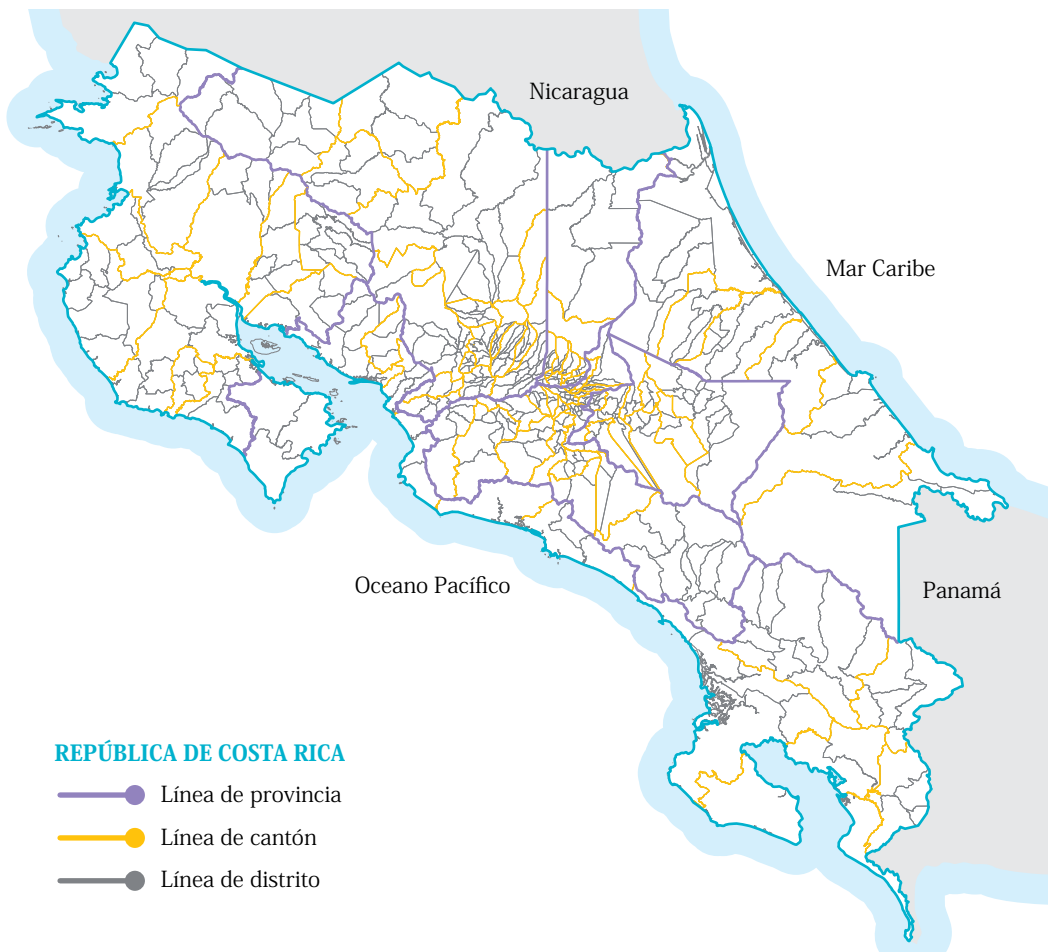 Nicaragua
Mar Caribe
Oceano Pacífico
Panamá
REPÚBLICA DE COSTA RICA
Línea de provincia
Línea de cantón
Línea de distrito